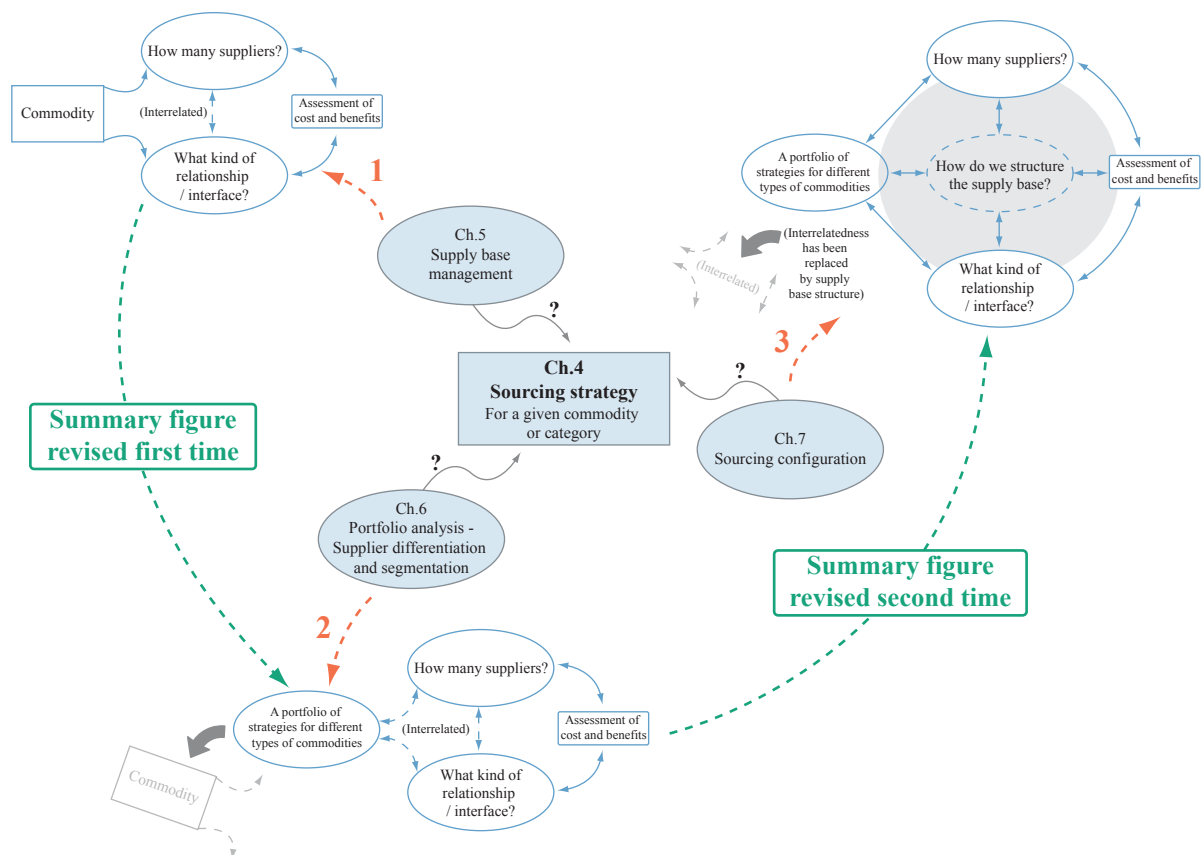 How many suppliers?
Commodity
(Interrelated)
Assessment of
cost and benefits
What kind of
relationship
/ interface?
1
Ch.5
Supply base
management
?
How many suppliers?
A portfolio of
strategies for different
types of commodities
How do we structure
the supply base?
Assessment of
cost and benefits
(Interrelated)
(Interrelatedness
has been
replaced
by supply
base structure)
What kind of
relationship
/ interface?
3
Ch.4
Sourcing strategy
For a given commodity
or category
?
Ch.7
Sourcing configuration
Summary figure
revised first time
?
Ch.6
Portfolio analysis -
Supplier differentiation
and segmentation
Summary figure
revised second time
2
How many suppliers?
A portfolio of
strategies for different
types of commodities
(Interrelated)
Assessment of
cost and benefits
What kind of
relationship
/ interface?
Commodity